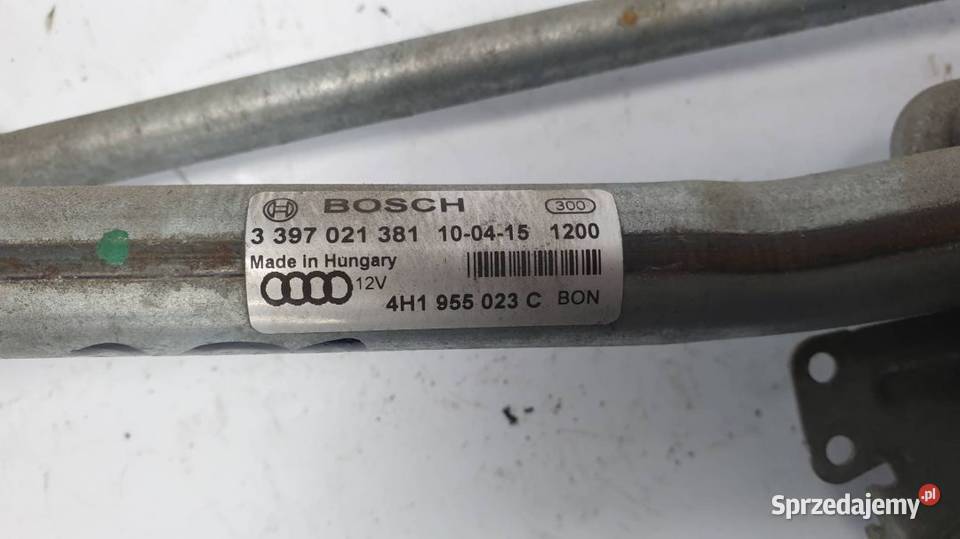 BOSCH 300
3 397 021 381 10-04-15 1200
Made in Hungary
12V
4H1 955 023 C BON
Sprzedajemy.pl